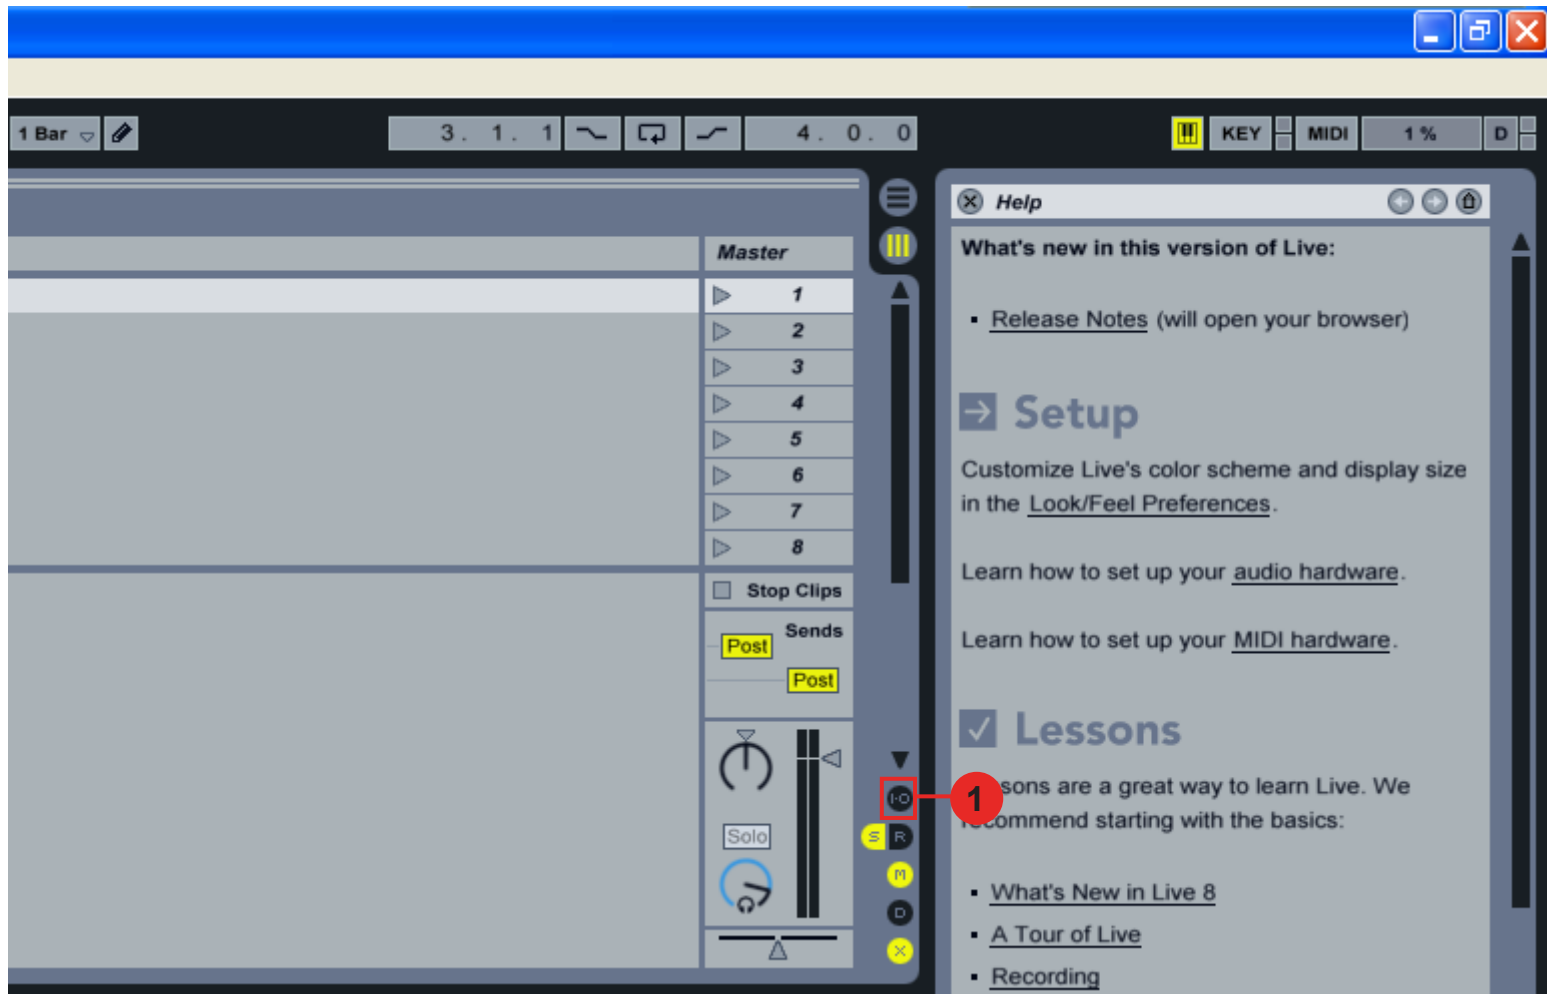 1 Bar
3. 1. 1
4. 0. 0
KEY
MIDI
1 %
D
Master
1
2
3
4
5
6
7
8
Stop Clips
Sends
Post
Post
Solo
I·O
S R
M
D
X
1
Help
What's new in this version of Live:
Release Notes (will open your browser)
Setup
Customize Live's color scheme and display size
in the Look/Feel Preferences.
Learn how to set up your audio hardware.
Learn how to set up your MIDI hardware.
Lessons
sons are a great way to learn Live. We
recommend starting with the basics:
What's New in Live 8
A Tour of Live
Recording